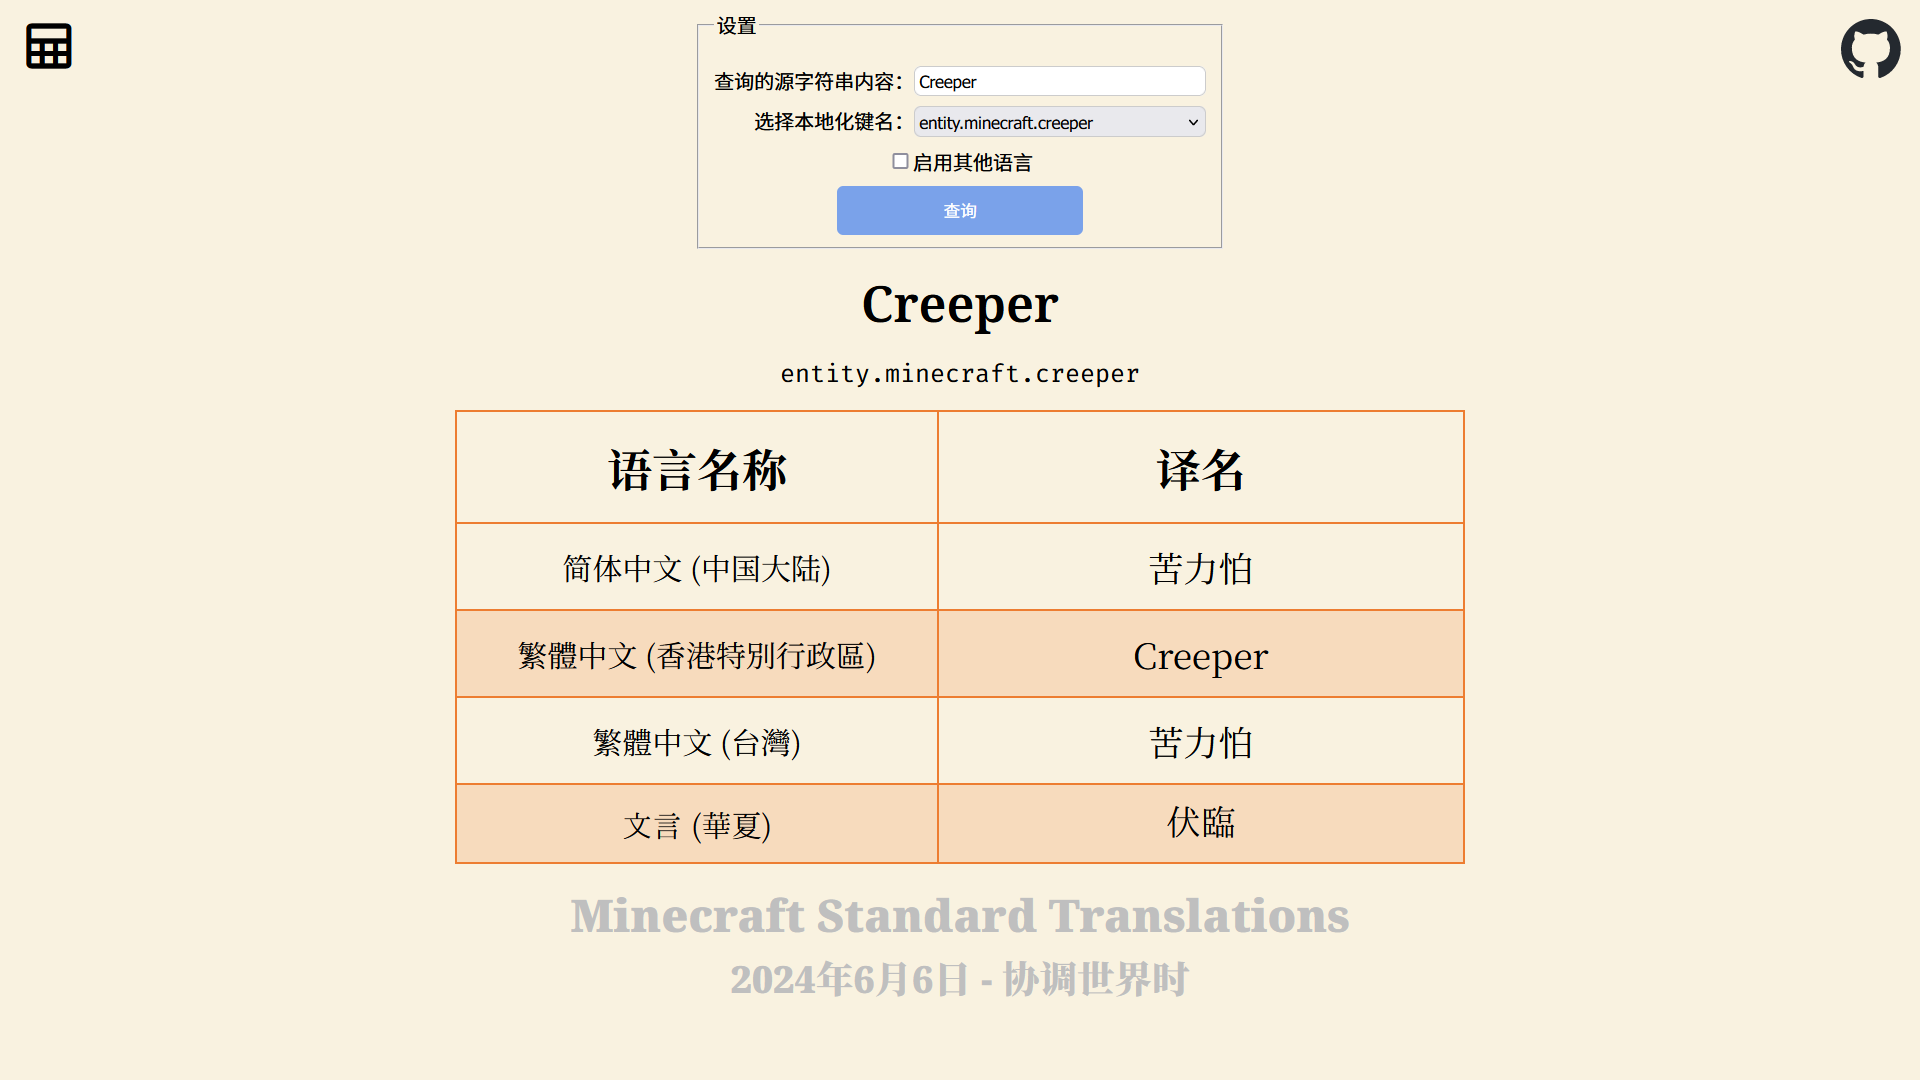 设置
查询的源字符串内容： Creeper
选择本地化键名： entity.minecraft.creeper
启用其他语言
查询
Creeper
entity.minecraft.creeper
语言名称 译名
简体中文 (中国大陆) 苦力怕
繁體中文 (香港特別行政區) Creeper
繁體中文 (台灣) 苦力怕
文言 (華夏) 伏臨
Minecraft Standard Translations
2024年6月6日 - 协调世界时